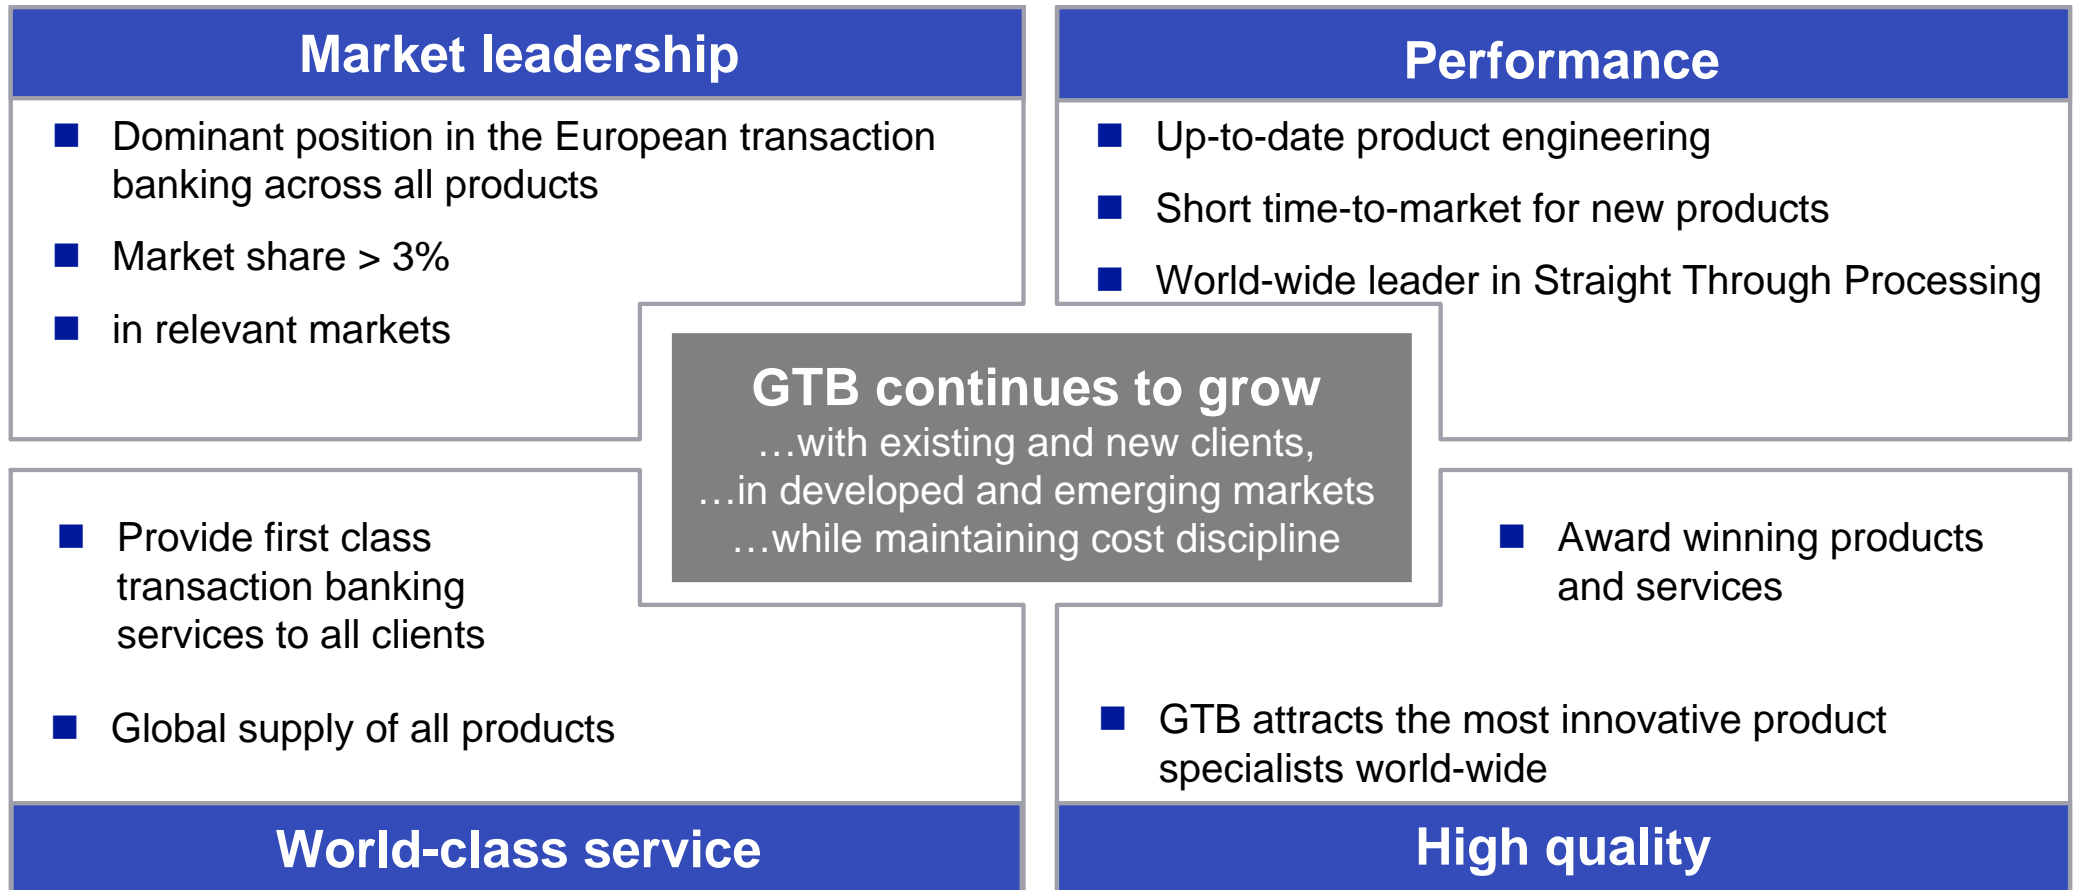 Market leadership
Dominant position in the European transaction
banking across all products
Market share > 3%
in relevant markets
Performance
Up-to-date product engineering
Short time-to-market for new products
World-wide leader in Straight Through Processing
GTB continues to grow
…with existing and new clients,
…in developed and emerging markets
…while maintaining cost discipline
Provide first class
transaction banking
services to all clients
Global supply of all products
World-class service
Award winning products
and services
GTB attracts the most innovative product
specialists world-wide
High quality